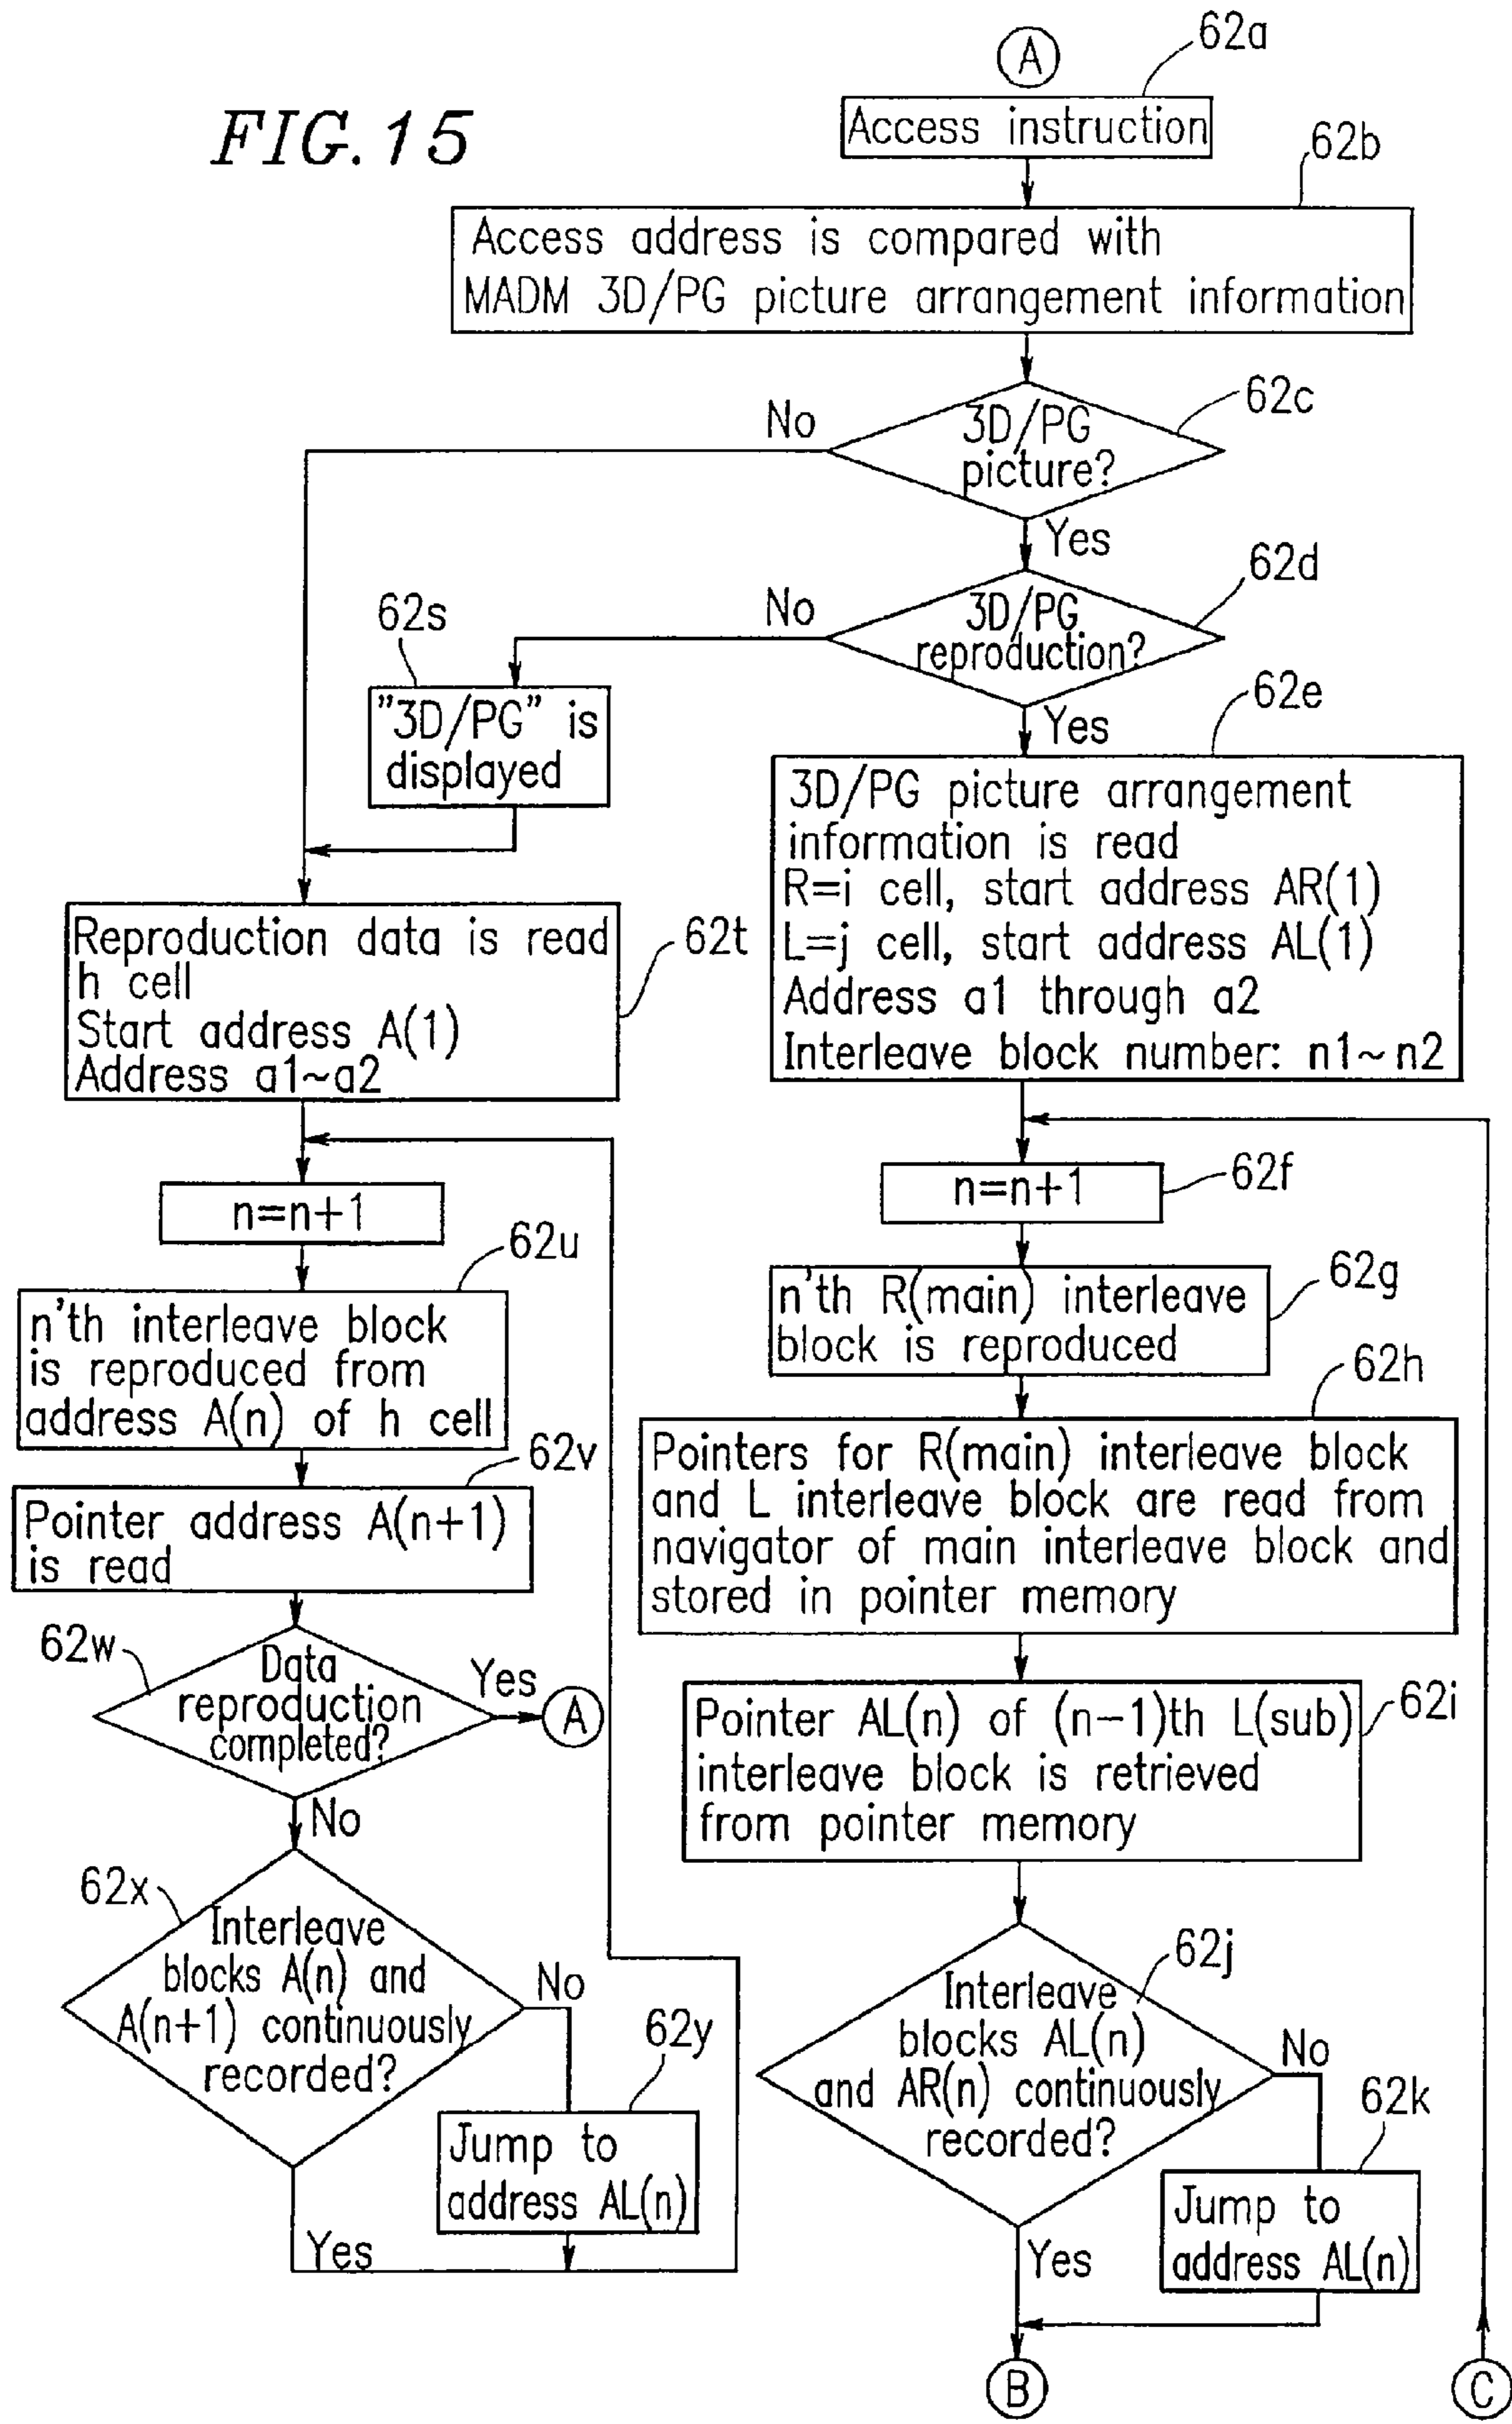 FIG.15
A
62a
Access instruction
62b
Access address is compared with
MADM 3D/PG picture arrangement information
62c
No
3D/PG
picture?
Yes
62d
No
3D/PG
reproduction?
62s
"3D/PG" is
displayed
Yes
62e
3D/PG picture arrangement
information is read
R=i cell, start address AR(1)
L=j cell, start address AL(1)
Address a1 through a2
Interleave block number: n1~n2
Reproduction data is read
h cell
Start address A(1)
Address a1~a2
62t
n=n+1
62u
n'th interleave block
is reproduced from
address A(n) of h cell
62v
Pointer address A(n+1)
is read
62w
Data
reproduction
completed?
Yes
A
No
62x
Interleave
blocks A(n) and
A(n+1) continuously
recorded?
No
62y
Jump to
address AL(n)
Yes
n=n+1
62f
n'th R(main) interleave
block is reproduced
62g
62h
Pointers for R(main) interleave block
and L interleave block are read from
navigator of main interleave block and
stored in pointer memory
Pointer AL(n) of (n-1)th L(sub)
interleave block is retrieved
from pointer memory
62i
62j
Interleave
blocks AL(n)
and AR(n) continuously
recorded?
No
62k
Jump to
address AL(n)
Yes
B
C